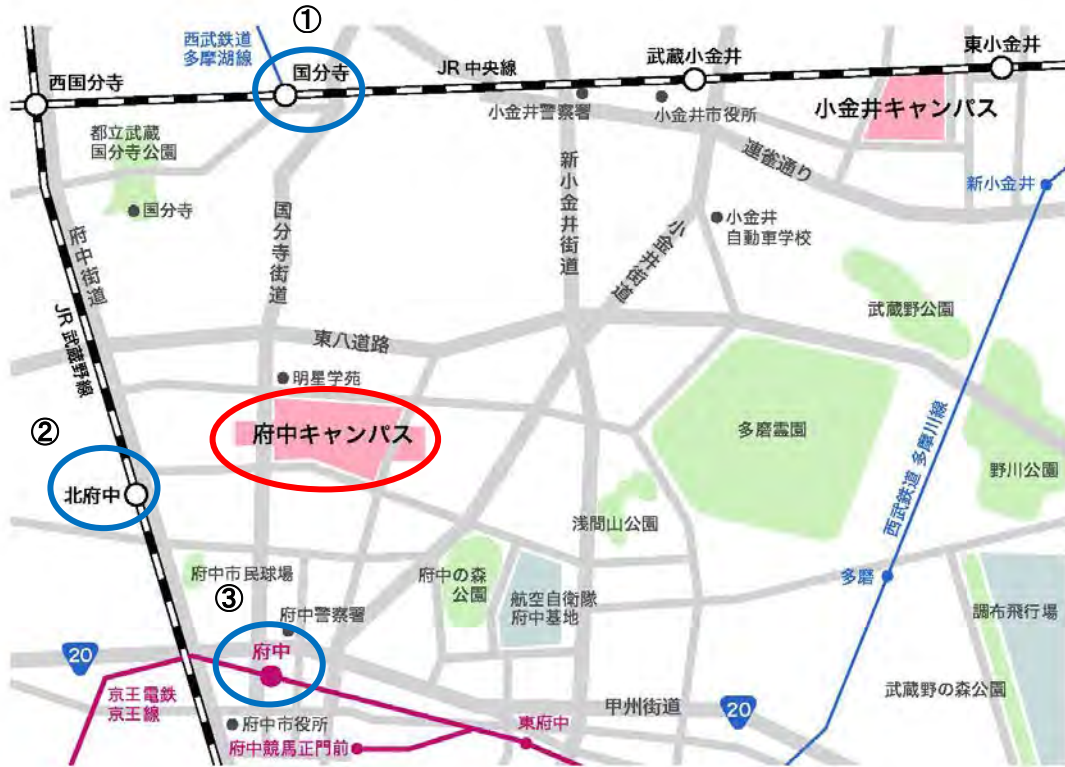 ①
西武鉄道
多摩湖線
国分寺
JR 中央線
武蔵小金井
東小金井
西国分寺
小金井警察署
小金井市役所
小金井キャンパス
都立武蔵
国分寺公園
連雀通り
新小金井
国分寺
国分寺街道
新小金井街道
小金井街道
小金井
自動車学校
府中街道
JR 武蔵野線
武蔵野公園
東八道路
明星学苑
府中キャンパス
多磨霊園
西武鉄道 多摩川線
野川公園
②
北府中
浅間山公園
府中市民球場
府中の森
公園
航空自衛隊
府中基地
多磨
調布飛行場
③
府中警察署
府中
20
京王電鉄
京王線
武蔵野の森公園
甲州街道
20
府中市役所
東府中
府中競馬正門前